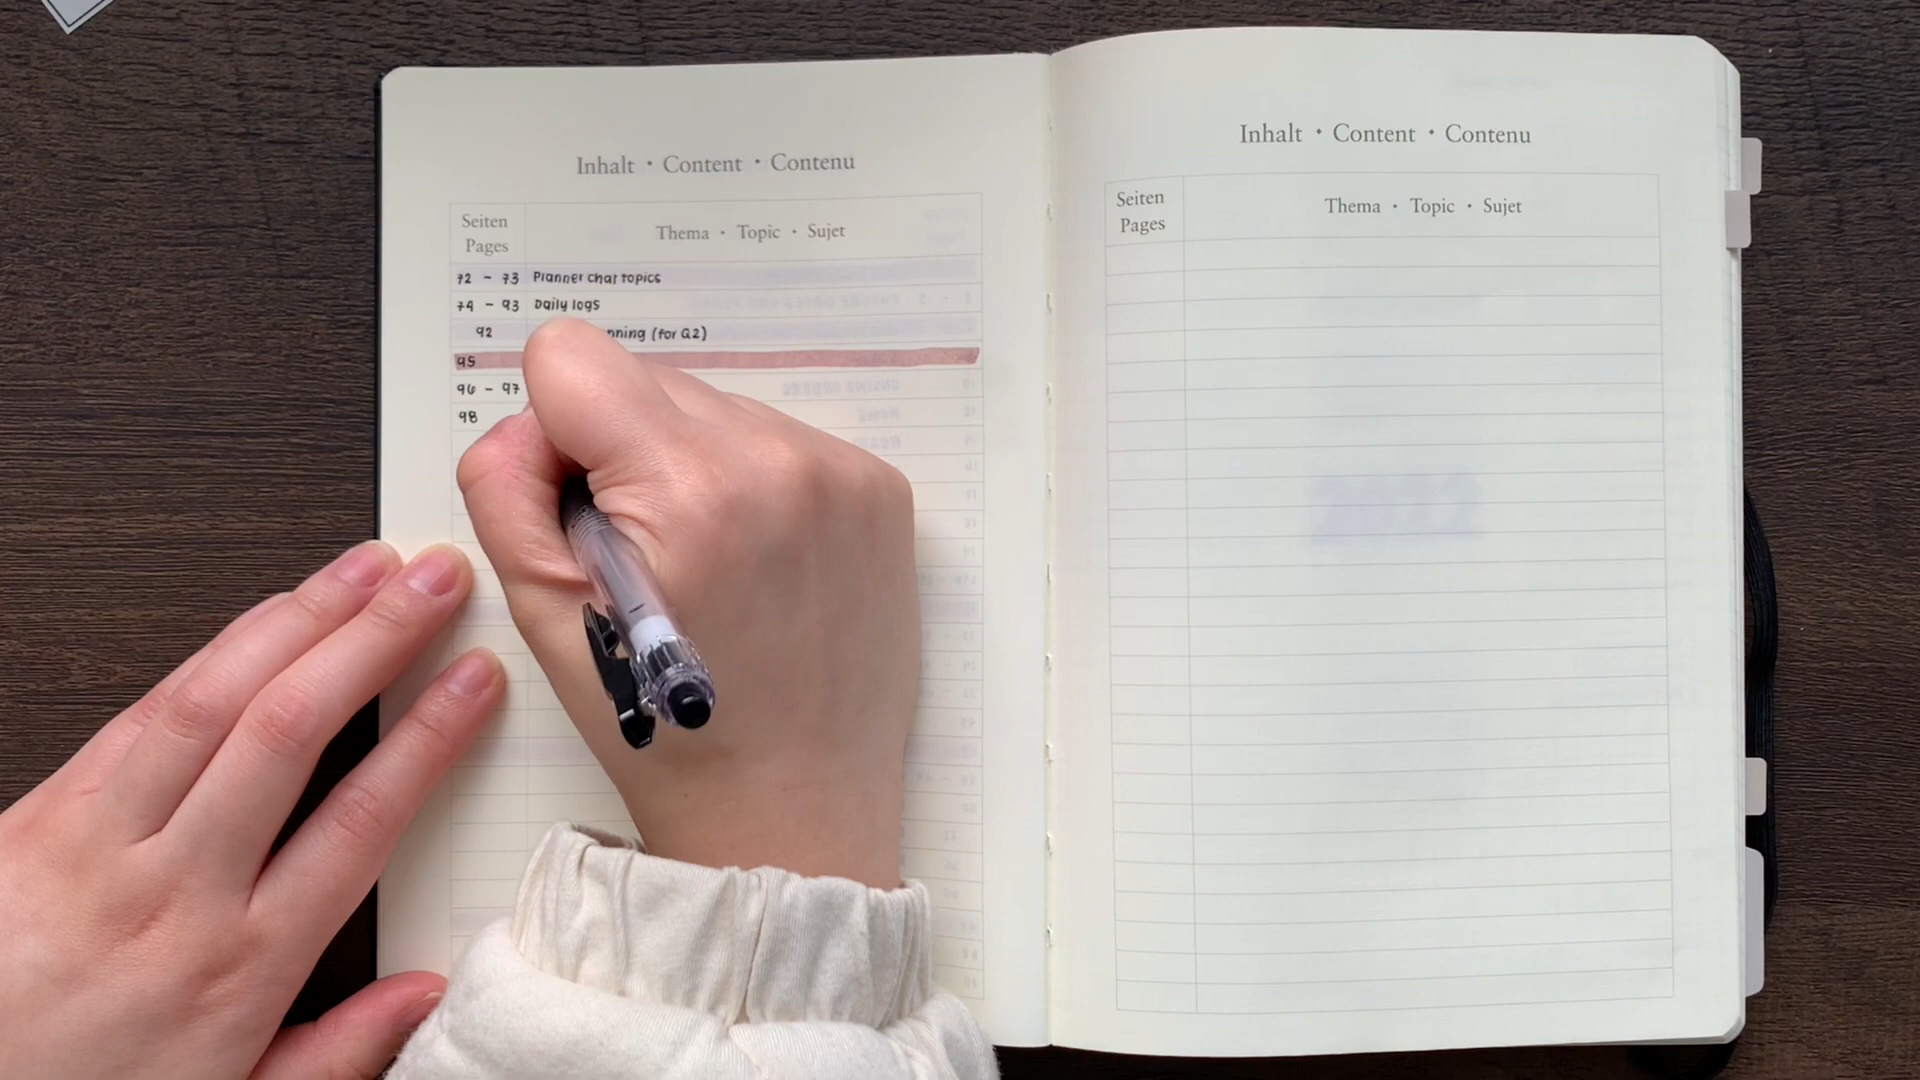 Inhalt • Content • Contenu
Seiten Pages
Thema • Topic • Sujet
72 - 73 Planner chat topics
74 - 93 Daily logs
92 nning (for Q2)
95
96 - 97
98
Inhalt • Content • Contenu
Seiten Pages
Thema • Topic • Sujet